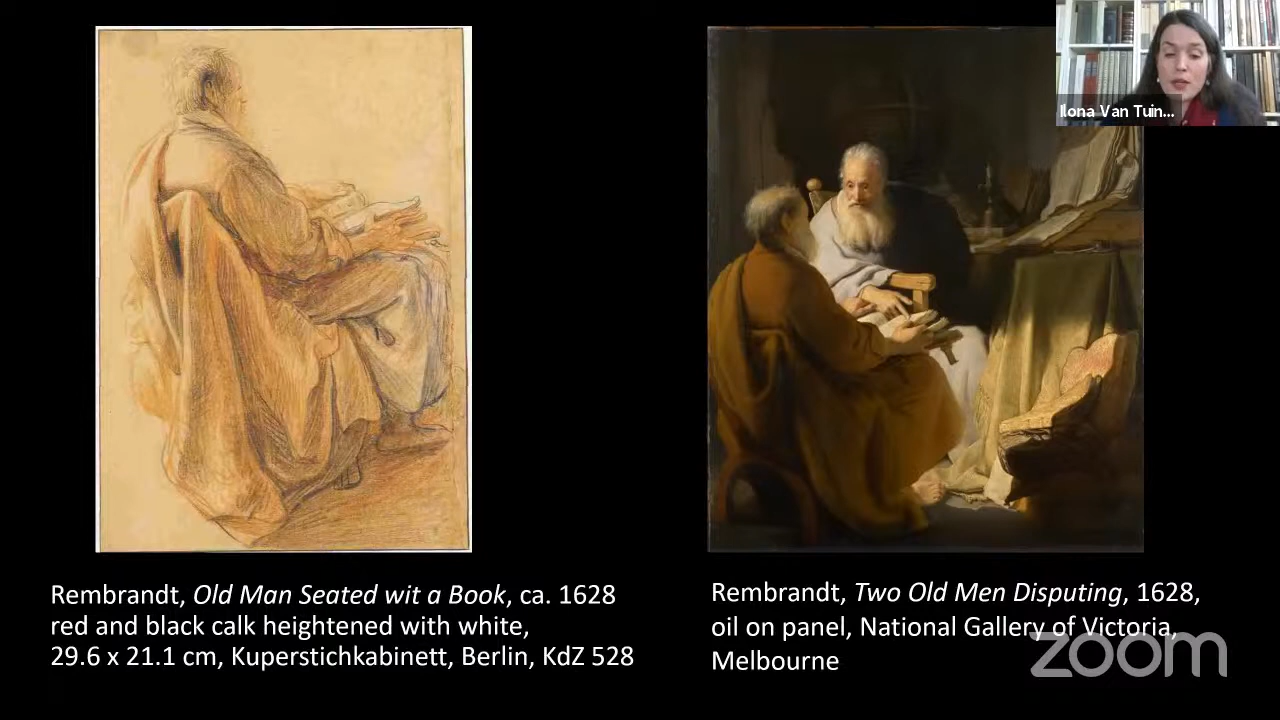 Ilona Van Tuin...
Rembrandt, Old Man Seated wit a Book, ca. 1628
red and black calk heightened with white,
29.6 x 21.1 cm, Kuperstichkabinett, Berlin, KdZ 528
Rembrandt, Two Old Men Disputing, 1628,
oil on panel, National Gallery of Victoria,
Melbourne
zoom